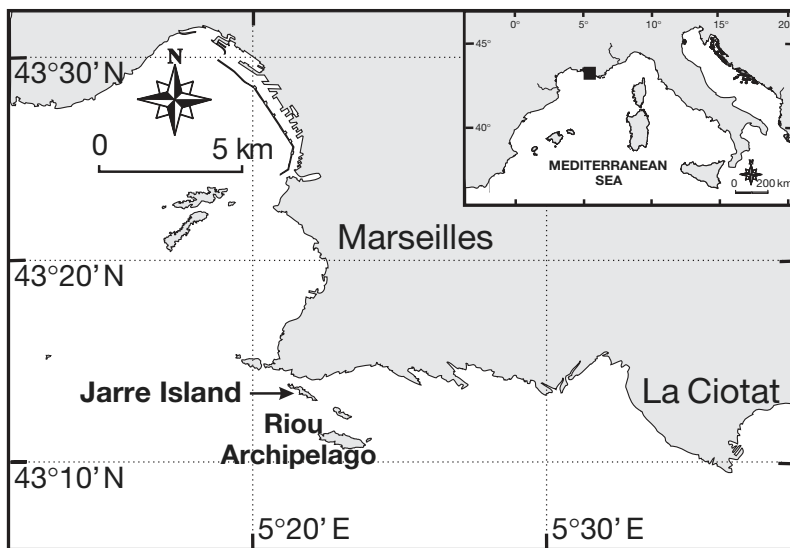 0°
5°
10°
15°
20°
45°
40°
MEDITERRANEAN
SEA
N
0 200 km
43°30’ N
N
0 5 km
Marseilles
43°20’ N
Jarre Island
La Ciotat
Riou
Archipelago
43°10’ N
5°20’ E
5°30’ E